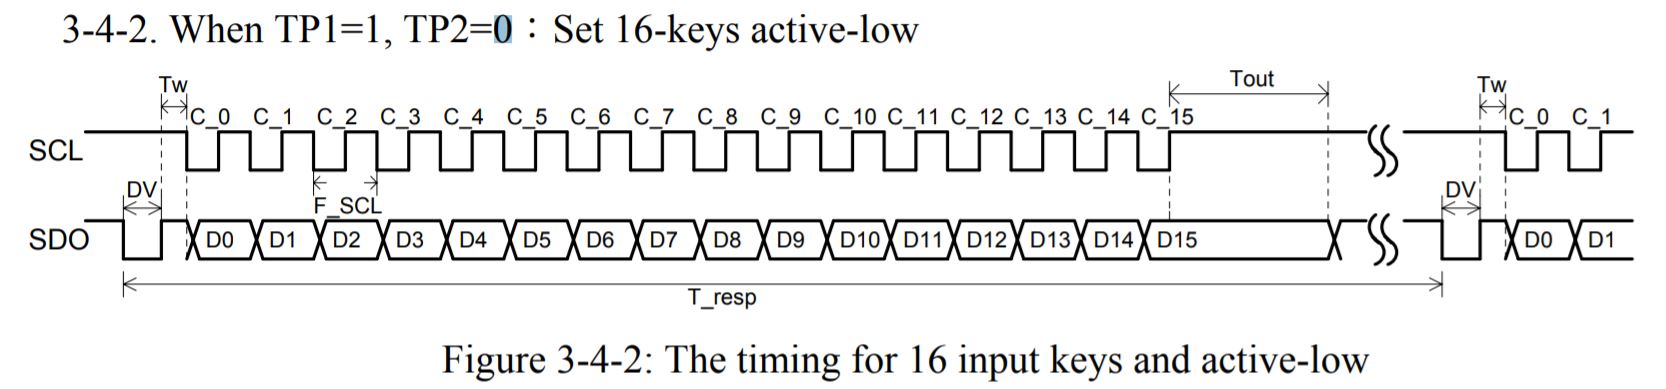 3-4-2. When TP1=1, TP2=0：Set 16-keys active-low
Tw Tout Tw
C_0 C_1 C_2 C_3 C_4 C_5 C_6 C_7 C_8 C_9 C_10 C_11 C_12 C_13 C_14 C_15 C_0 C_1
SCL
DV F_SCL DV
SDO D0 D1 D2 D3 D4 D5 D6 D7 D8 D9 D10 D11 D12 D13 D14 D15 D0 D1
T_resp
Figure 3-4-2: The timing for 16 input keys and active-low